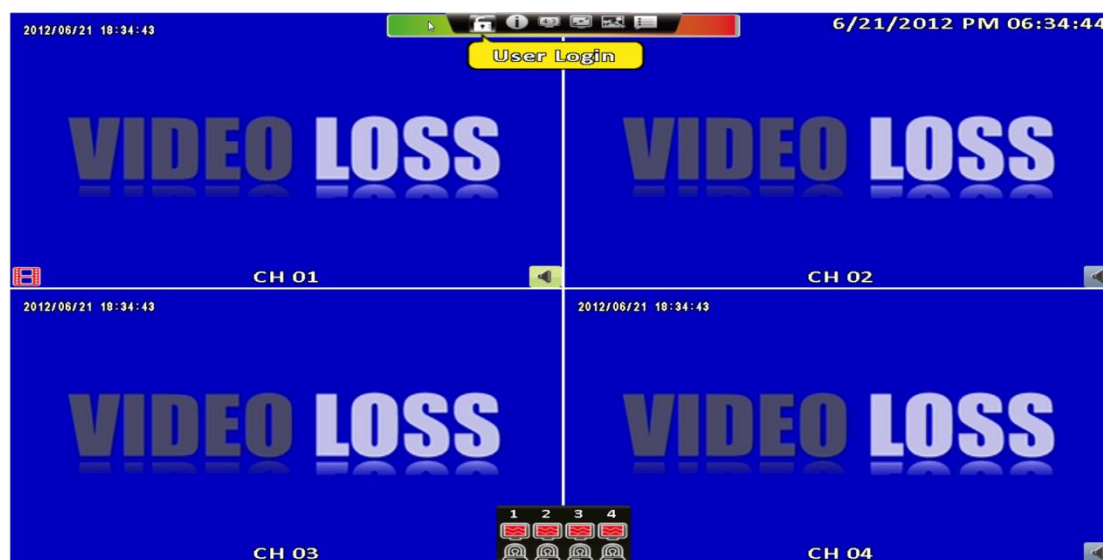 2012/06/21 18:34:43
6/21/2012 PM 06:34:44
User Login
VIDEO LOSS
VIDEO LOSS
CH 01
CH 02
2012/06/21 18:34:43
2012/06/21 18:34:43
VIDEO LOSS
VIDEO LOSS
1 2 3 4
CH 03
CH 04